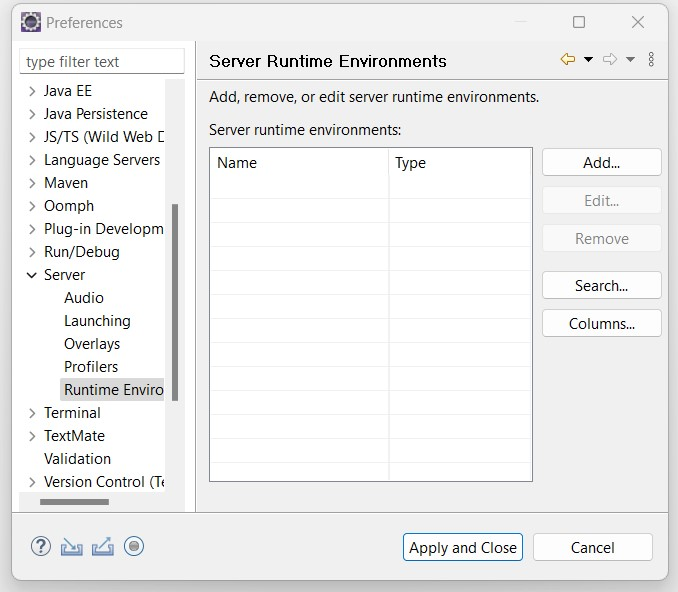 Preferences
type filter text
Java EE
Java Persistence
JS/TS (Wild Web D
Language Servers
Maven
Oomph
Plug-in Developm
Run/Debug
Server
Audio
Launching
Overlays
Profilers
Runtime Enviro
Terminal
TextMate
Validation
Version Control (Te
Server Runtime Environments
Add, remove, or edit server runtime environments.
Server runtime environments:
Name Type
Add...
Edit...
Remove
Search...
Columns...
?
Apply and Close Cancel